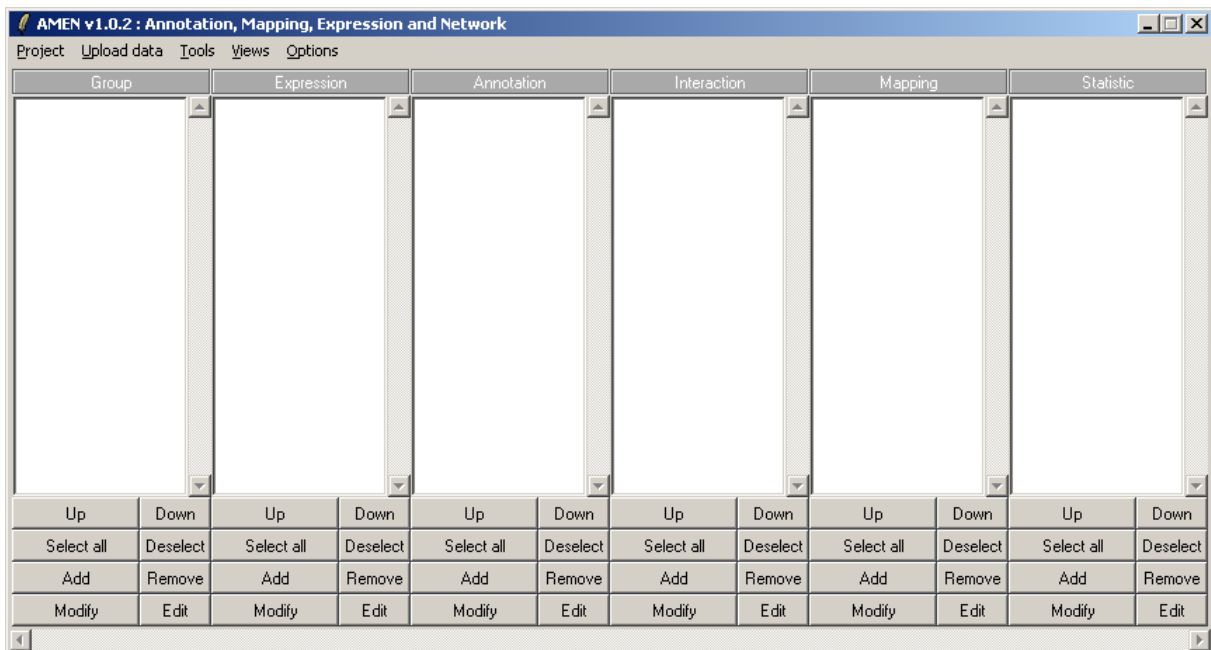 AMEN v1.0.2 : Annotation, Mapping, Expression and Network
Project Upload data Tools Views Options
Group Expression Annotation Interaction Mapping Statistic
Up Down Up Down Up Down Up Down Up Down Up Down
Select all Deselect Select all Deselect Select all Deselect Select all Deselect Select all Deselect Select all Deselect
Add Remove Add Remove Add Remove Add Remove Add Remove Add Remove
Modify Edit Modify Edit Modify Edit Modify Edit Modify Edit Modify Edit